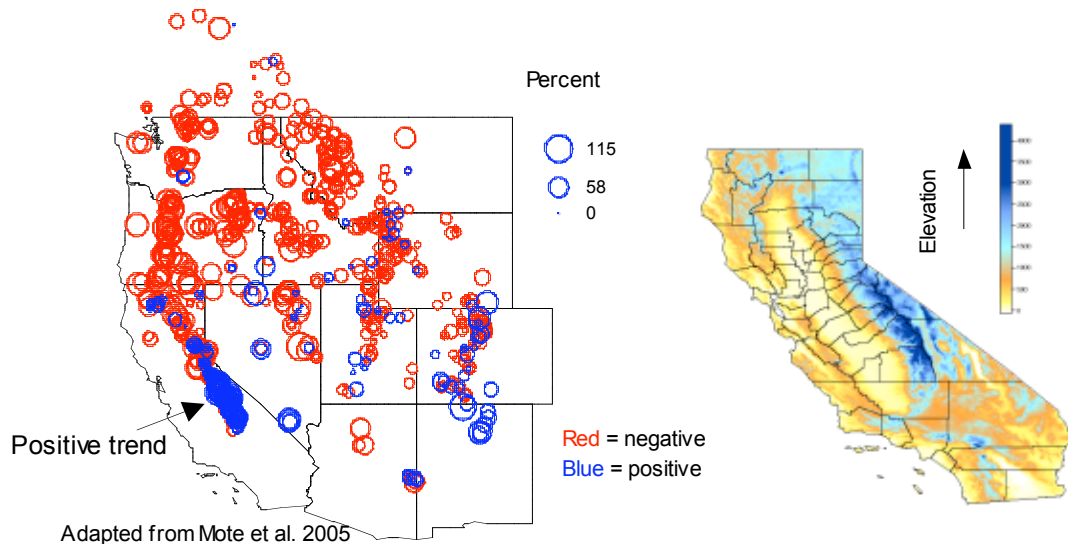 Percent
115
58
0
Positive trend
Red = negative
Blue = positive
Adapted from Mote et al. 2005
Elevation